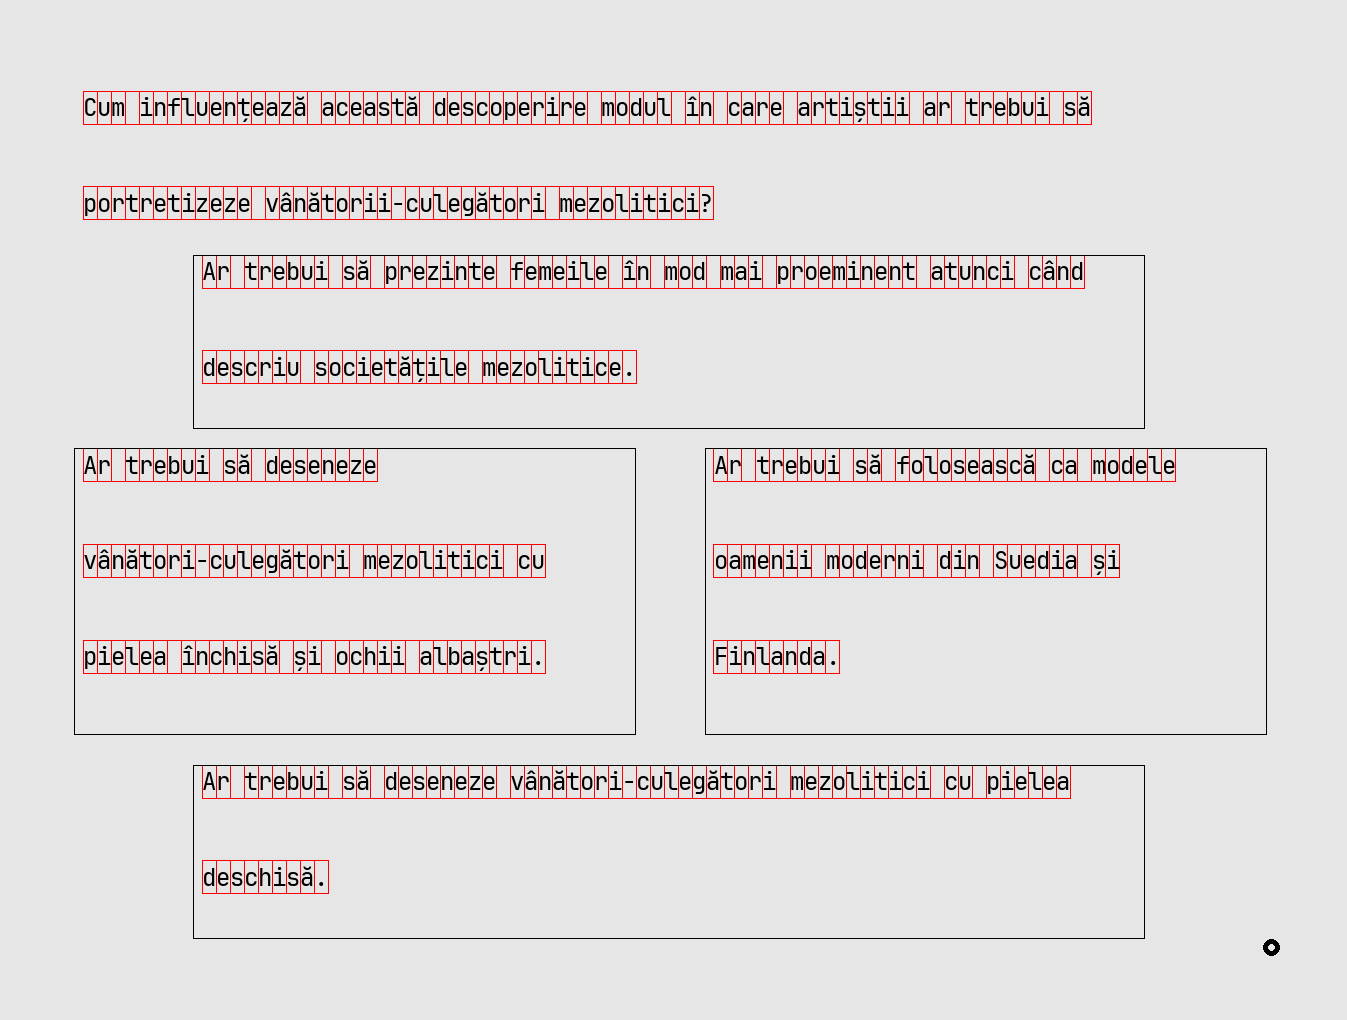 Cum influențează această descoperire modul în care artiștii ar trebui să
portretizeze vânătorii-culegători mezolitici?
Ar trebui să prezinte femeile în mod mai proeminent atunci când
descriu societățile mezolitice.
Ar trebui să deseneze
vânători-culegători mezolitici cu
pielea închisă și ochii albaștri.
Ar trebui să folosească ca modele
oamenii moderni din Suedia și
Finlanda.
Ar trebui să deseneze vânători-culegători mezolitici cu pielea
deschisă.